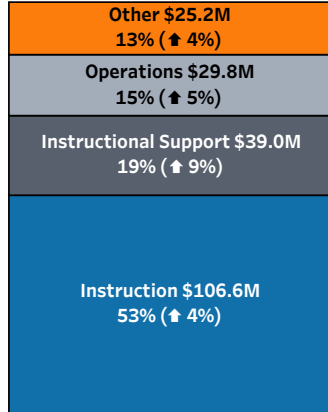 Other $25.2M
13% (⬆ 4%)
Operations $29.8M
15% (⬆ 5%)
Instructional Support $39.0M
19% (⬆ 9%)
Instruction $106.6M
53% (⬆ 4%)